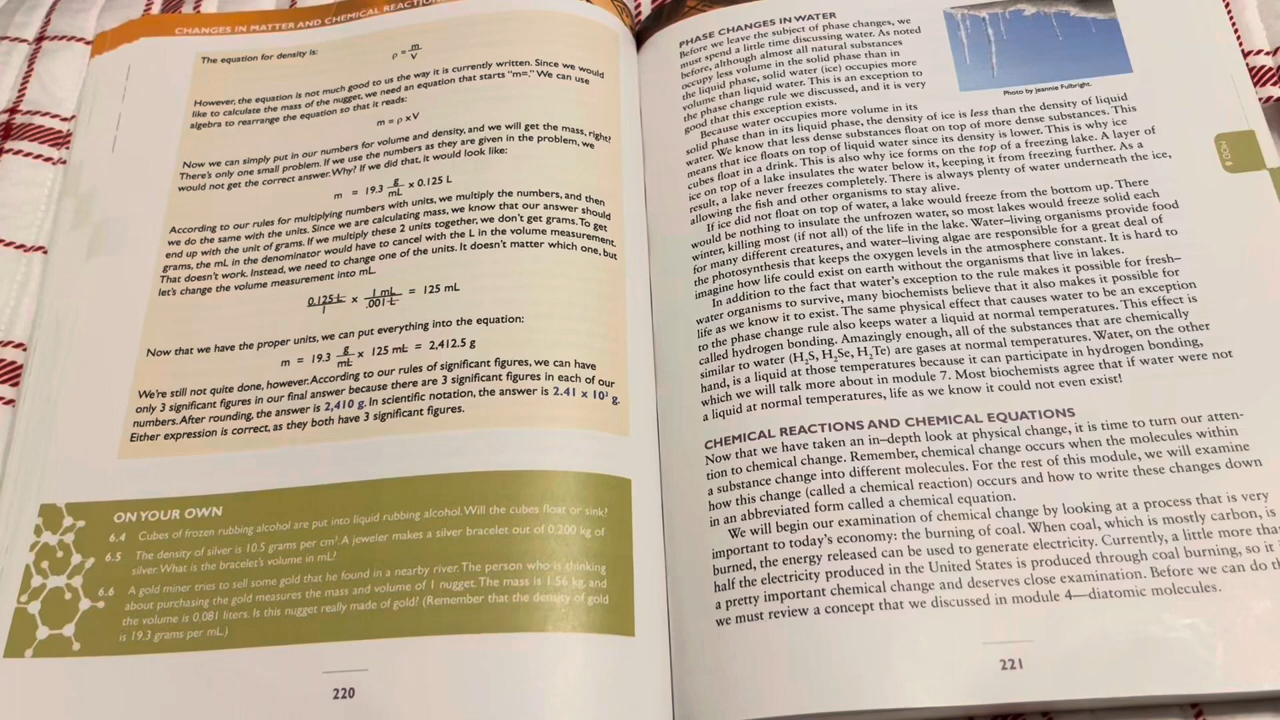 CHANGES IN MATTER AND CHEMICAL
The equation for density is:
ρ = m/V
However, the equation is not much good to us the way it is currently written. Since we would
like to calculate the mass of the nugget, we need an equation that starts "m=." We can use
algebra to rearrange the equation so that it reads:
m = ρ x V
Now we can simply put in our numbers for volume and density, and we will get the mass, right?
There's only one small problem. If we use the numbers as they are given in the problem, we
would not get the correct answer. Why? If we did that, it would look like:
m = 19.3 g/mL x 0.125 L
According to our rules for multiplying numbers with units, we multiply the numbers, and then
we do the same with the units. Since we are calculating mass, we know that our answer should
end up with the unit of grams. If we multiply these 2 units together, we don't get grams. To get
grams, the mL in the denominator would have to cancel with the L in the volume measurement.
That doesn't work. Instead, we need to change one of the units. It doesn't matter which one, but
let's change the volume measurement into mL.
0.125 L/1 x 1 mL/.001 L = 125 mL
Now that we have the proper units, we can put everything into the equation:
m = 19.3 g/mL x 125 mL = 2,412.5 g
We're still not quite done, however. According to our rules of significant figures, we can have
only 3 significant figures in our final answer because there are 3 significant figures in each of our
numbers. After rounding, the answer is 2,410 g. In scientific notation, the answer is 2.41 x 10³ g.
Either expression is correct, as they both have 3 significant figures.
ON YOUR OWN
6.4 Cubes of frozen rubbing alcohol are put into liquid rubbing alcohol. Will the cubes float or sink?
6.5 The density of silver is 10.5 grams per cm³. A jeweler makes a silver bracelet out of 0.200 kg of
silver. What is the bracelet's volume in mL?
6.6 A gold miner tries to sell some gold that he found in a nearby river. The person who is thinking
about purchasing the gold measures the mass and volume of 1 nugget. The mass is 1.56 kg, and
the volume is 0.081 liters. Is this nugget really made of gold? (Remember that the density of gold
is 19.3 grams per mL.)
220
PHASE CHANGES IN WATER
Before we leave the subject of phase changes, we
must spend a little time discussing water. As noted
before, although almost all natural substances
occupy less volume in the solid phase than in
the liquid phase, solid water (ice) occupies more
volume than liquid water. This is an exception to
the phase change rule we discussed, and it is very
good that this exception exists.
Photo by Jeannie Fulbright.
Because water occupies more volume in its
solid phase than in its liquid phase, the density of ice is less than the density of liquid
water. We know that less dense substances float on top of more dense substances. This
means that ice floats on top of liquid water since its density is lower. This is why ice
cubes float in a drink. This is also why ice forms on the top of a freezing lake. A layer of
ice on top of a lake insulates the water below it, keeping it from freezing further. As a
result, a lake never freezes completely. There is always plenty of water underneath the ice,
allowing the fish and other organisms to stay alive.
If ice did not float on top of water, a lake would freeze from the bottom up. There
would be nothing to insulate the unfrozen water, so most lakes would freeze solid each
winter, killing most (if not all) of the life in the lake. Water–living organisms provide food
for many different creatures, and water–living algae are responsible for a great deal of
the photosynthesis that keeps the oxygen levels in the atmosphere constant. It is hard to
imagine how life could exist on earth without the organisms that live in lakes.
In addition to the fact that water's exception to the rule makes it possible for fresh–
water organisms to survive, many biochemists believe that it also makes it possible for
life as we know it to exist. The same physical effect that causes water to be an exception
to the phase change rule also keeps water a liquid at normal temperatures. This effect is
called hydrogen bonding. Amazingly enough, all of the substances that are chemically
similar to water (H₂S, H₂Se, H₂Te) are gases at normal temperatures. Water, on the other
hand, is a liquid at those temperatures because it can participate in hydrogen bonding,
which we will talk more about in module 7. Most biochemists agree that if water were not
a liquid at normal temperatures, life as we know it could not even exist!
CHEMICAL REACTIONS AND CHEMICAL EQUATIONS
Now that we have taken an in–depth look at physical change, it is time to turn our atten-
tion to chemical change. Remember, chemical change occurs when the molecules within
a substance change into different molecules. For the rest of this module, we will examine
how this change (called a chemical reaction) occurs and how to write these changes down
in an abbreviated form called a chemical equation.
We will begin our examination of chemical change by looking at a process that is very
important to today's economy: the burning of coal. When coal, which is mostly carbon, is
burned, the energy released can be used to generate electricity. Currently, a little more
half the electricity produced in the United States is produced through coal burning, so it
a pretty important chemical change and deserves close examination. Before we can do
we must review a concept that we discussed in module 4—diatomic molecules.
221
MOD 6